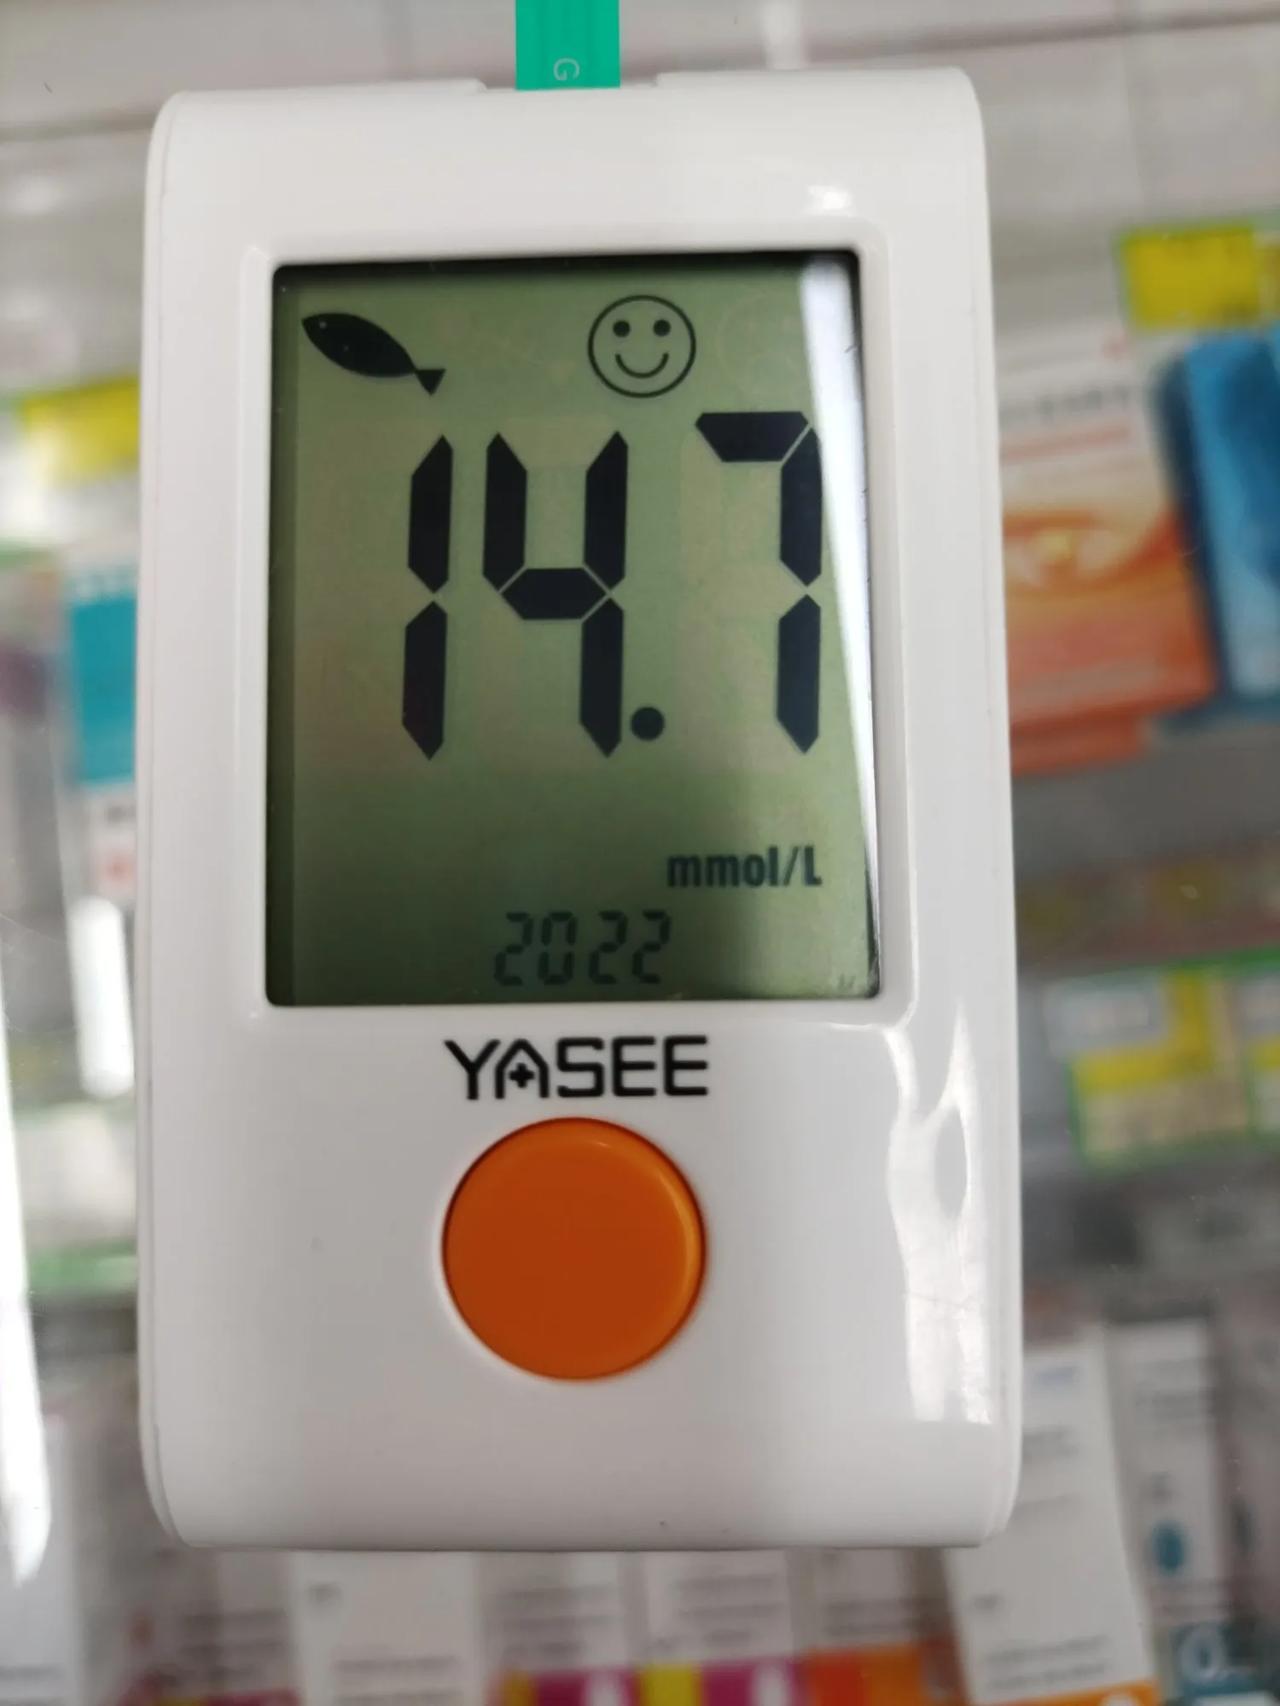 G
14.7
mmol/L
2022
YASEE